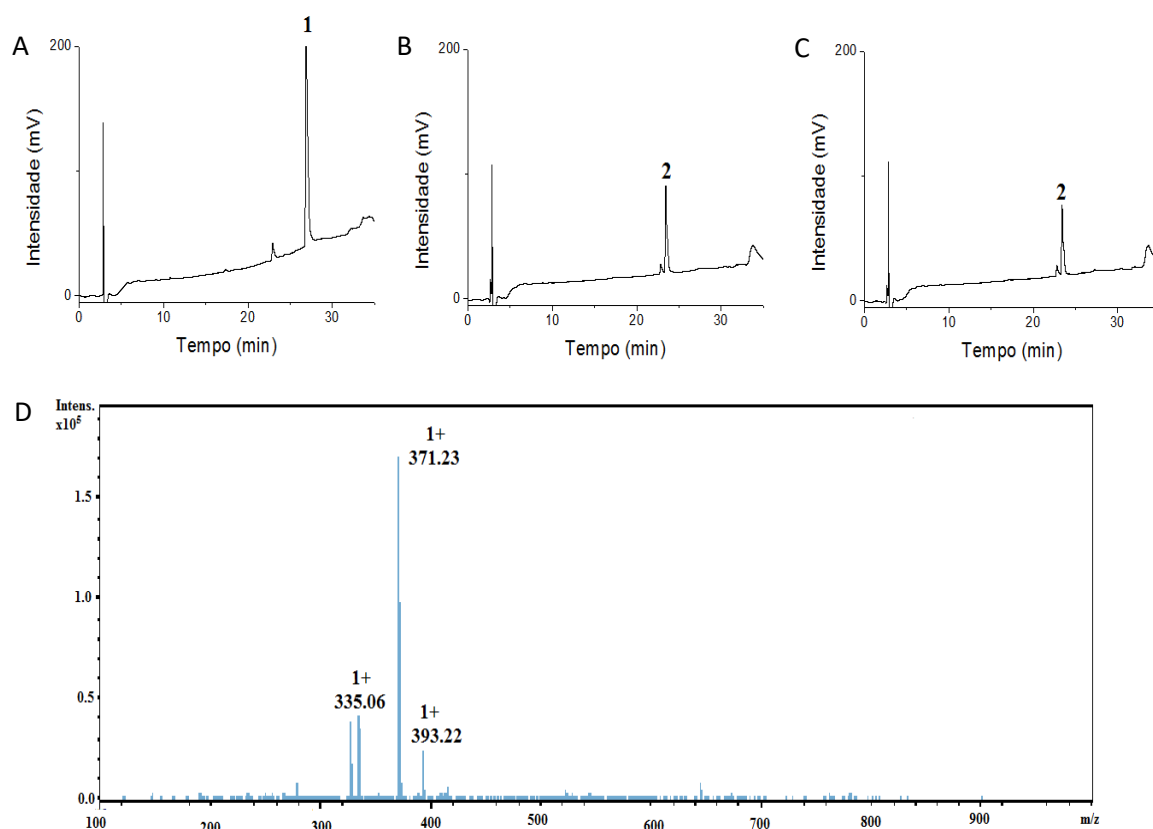 A
1
200
Intensidade (mV)
0
0 10 20 30
Tempo (min)
B
2
200
Intensidade (mV)
0
0 10 20 30
Tempo (min)
C
2
200
Intensidade (mV)
0
0 10 20 30
Tempo (min)
D
Intens.
x10⁵
1+
371.23
1.5
1.0
1+
335.06
0.5
1+
393.22
0.0
100 200 300 400 500 600 700 800 900 m/z